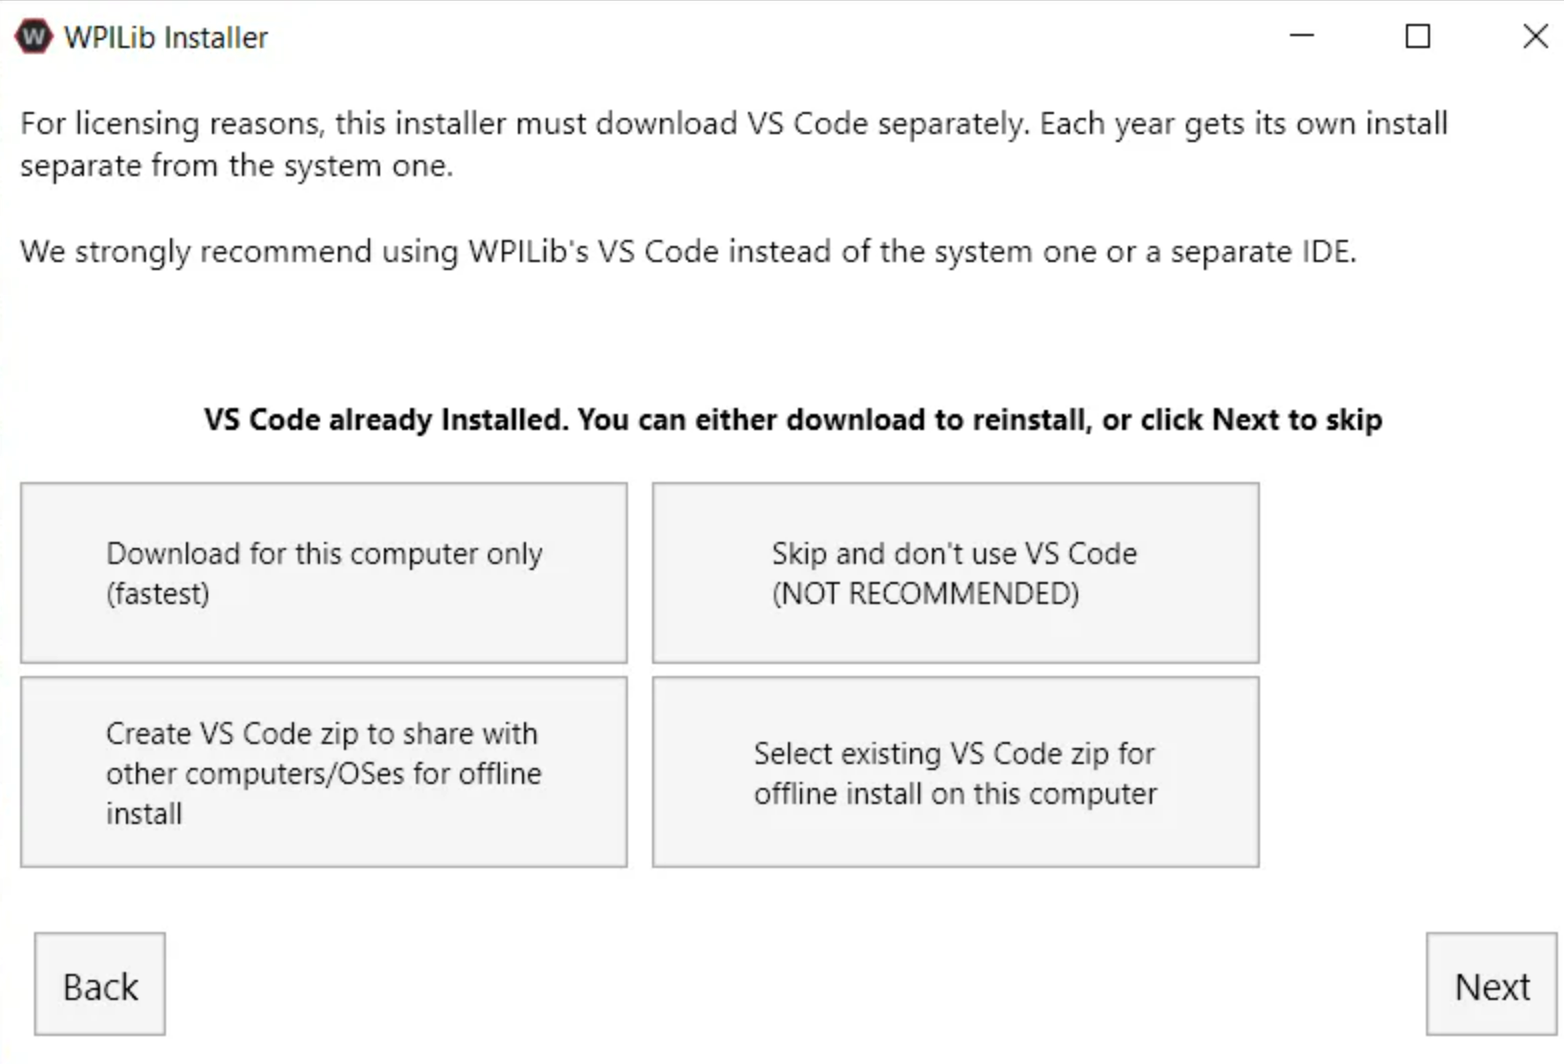 WPILib Installer
For licensing reasons, this installer must download VS Code separately. Each year gets its own install
separate from the system one.
We strongly recommend using WPILib's VS Code instead of the system one or a separate IDE.
VS Code already Installed. You can either download to reinstall, or click Next to skip
Download for this computer only
(fastest)
Skip and don't use VS Code
(NOT RECOMMENDED)
Create VS Code zip to share with
other computers/OSes for offline
install
Select existing VS Code zip for
offline install on this computer
Back
Next